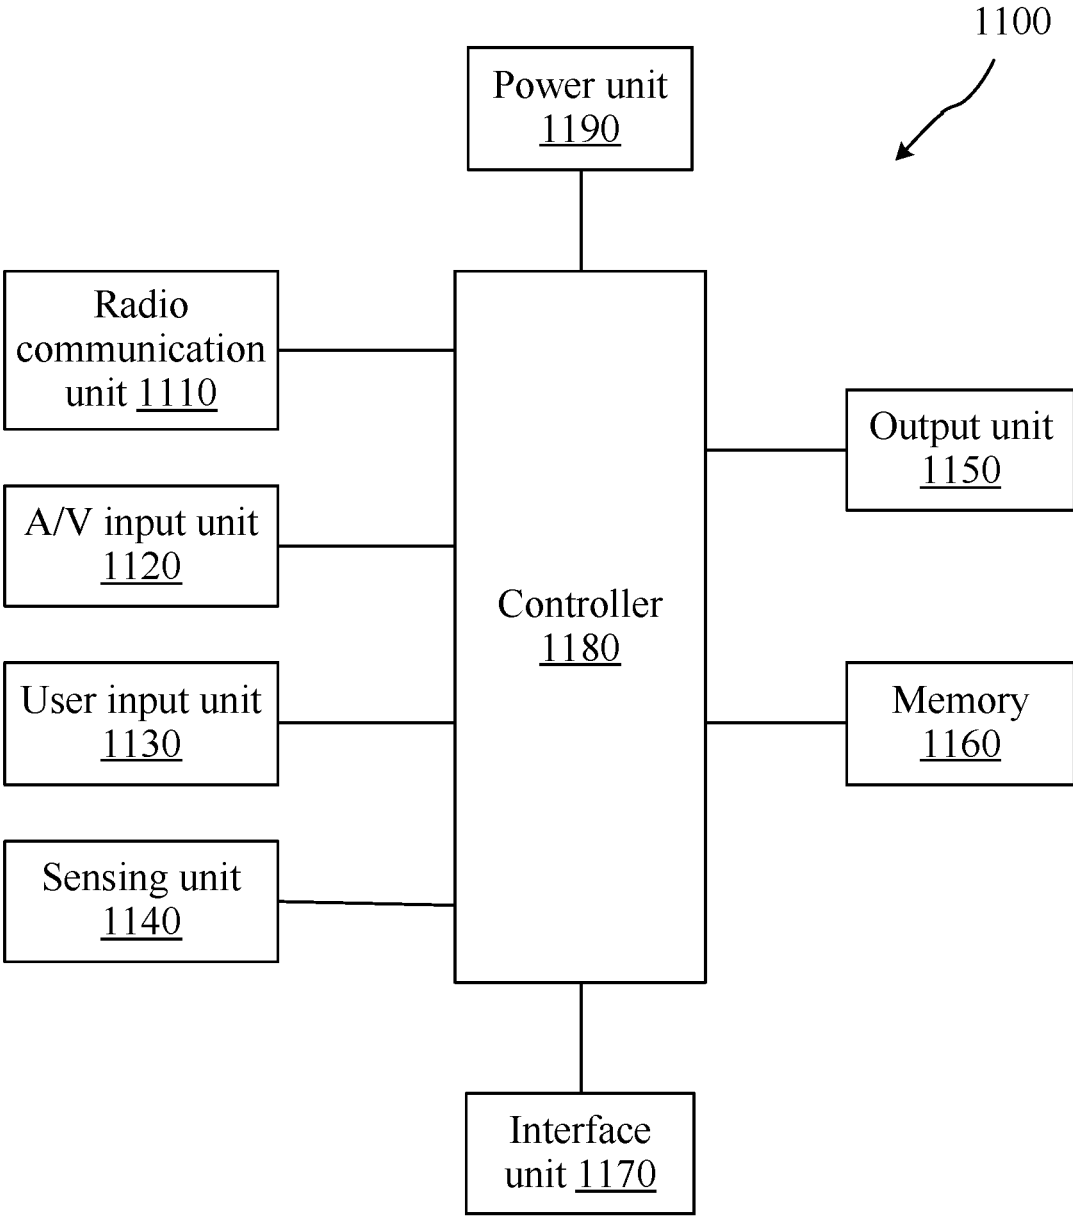 1100
Power unit
1190
Radio
communication
unit 1110
A/V input unit
1120
User input unit
1130
Sensing unit
1140
Controller
1180
Output unit
1150
Memory
1160
Interface
unit 1170